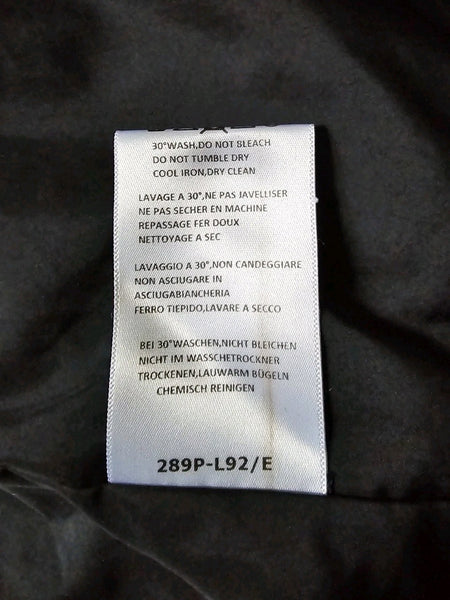 30°WASH,DO NOT BLEACH
DO NOT TUMBLE DRY
COOL IRON,DRY CLEAN
LAVAGE A 30°,NE PAS JAVELLISER
NE PAS SECHER EN MACHINE
REPASSAGE FER DOUX
NETTOYAGE A SEC
LAVAGGIO A 30°,NON CANDEGGIARE
NON ASCIUGARE IN
ASCIUGABIANCHERIA
FERRO TIEPIDO,LAVARE A SECCO
BEI 30°WASCHEN,NICHT BLEICHEN
NICHT IM WASSCHETROCKNER
TROCKENEN,LAUWARM BÜGELN
CHEMISCH REINIGEN
289P-L92/E